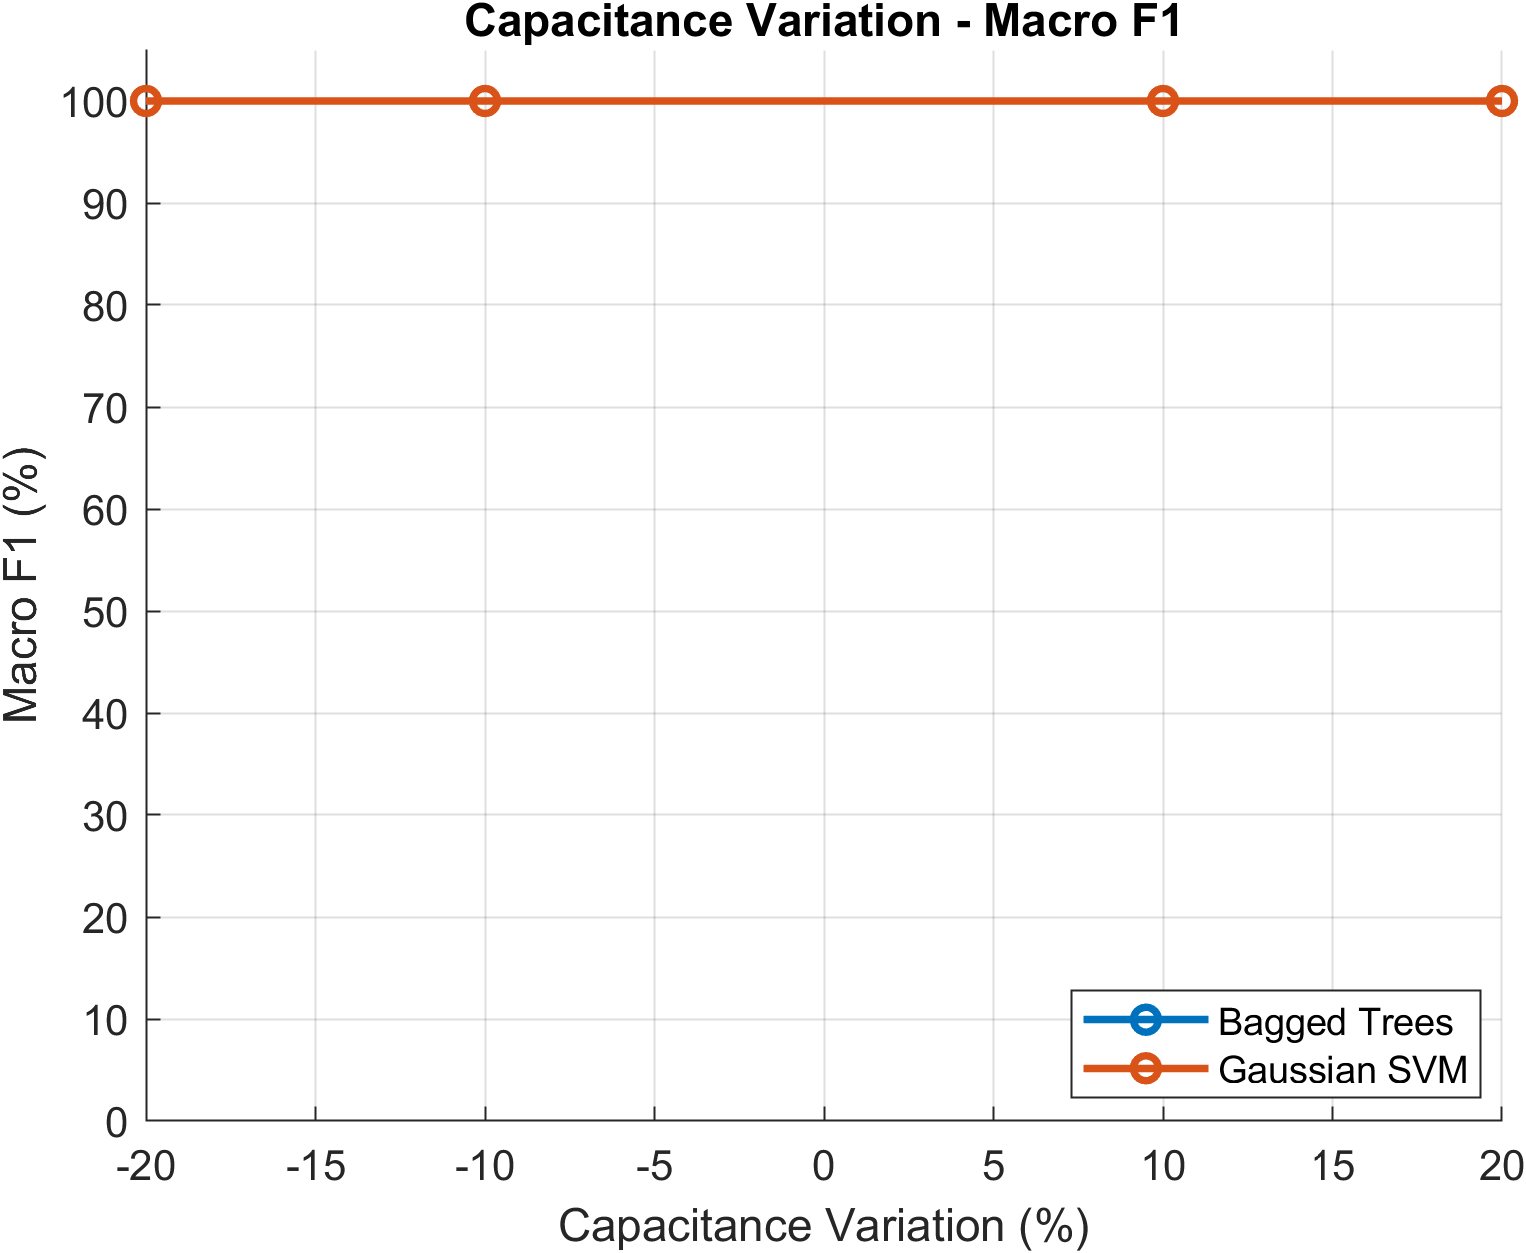 Capacitance Variation - Macro F1
Macro F1 (%)
100
90
80
70
60
50
40
30
20
10
0
-20 -15 -10 -5 0 5 10 15 20
Capacitance Variation (%)
Bagged Trees
Gaussian SVM